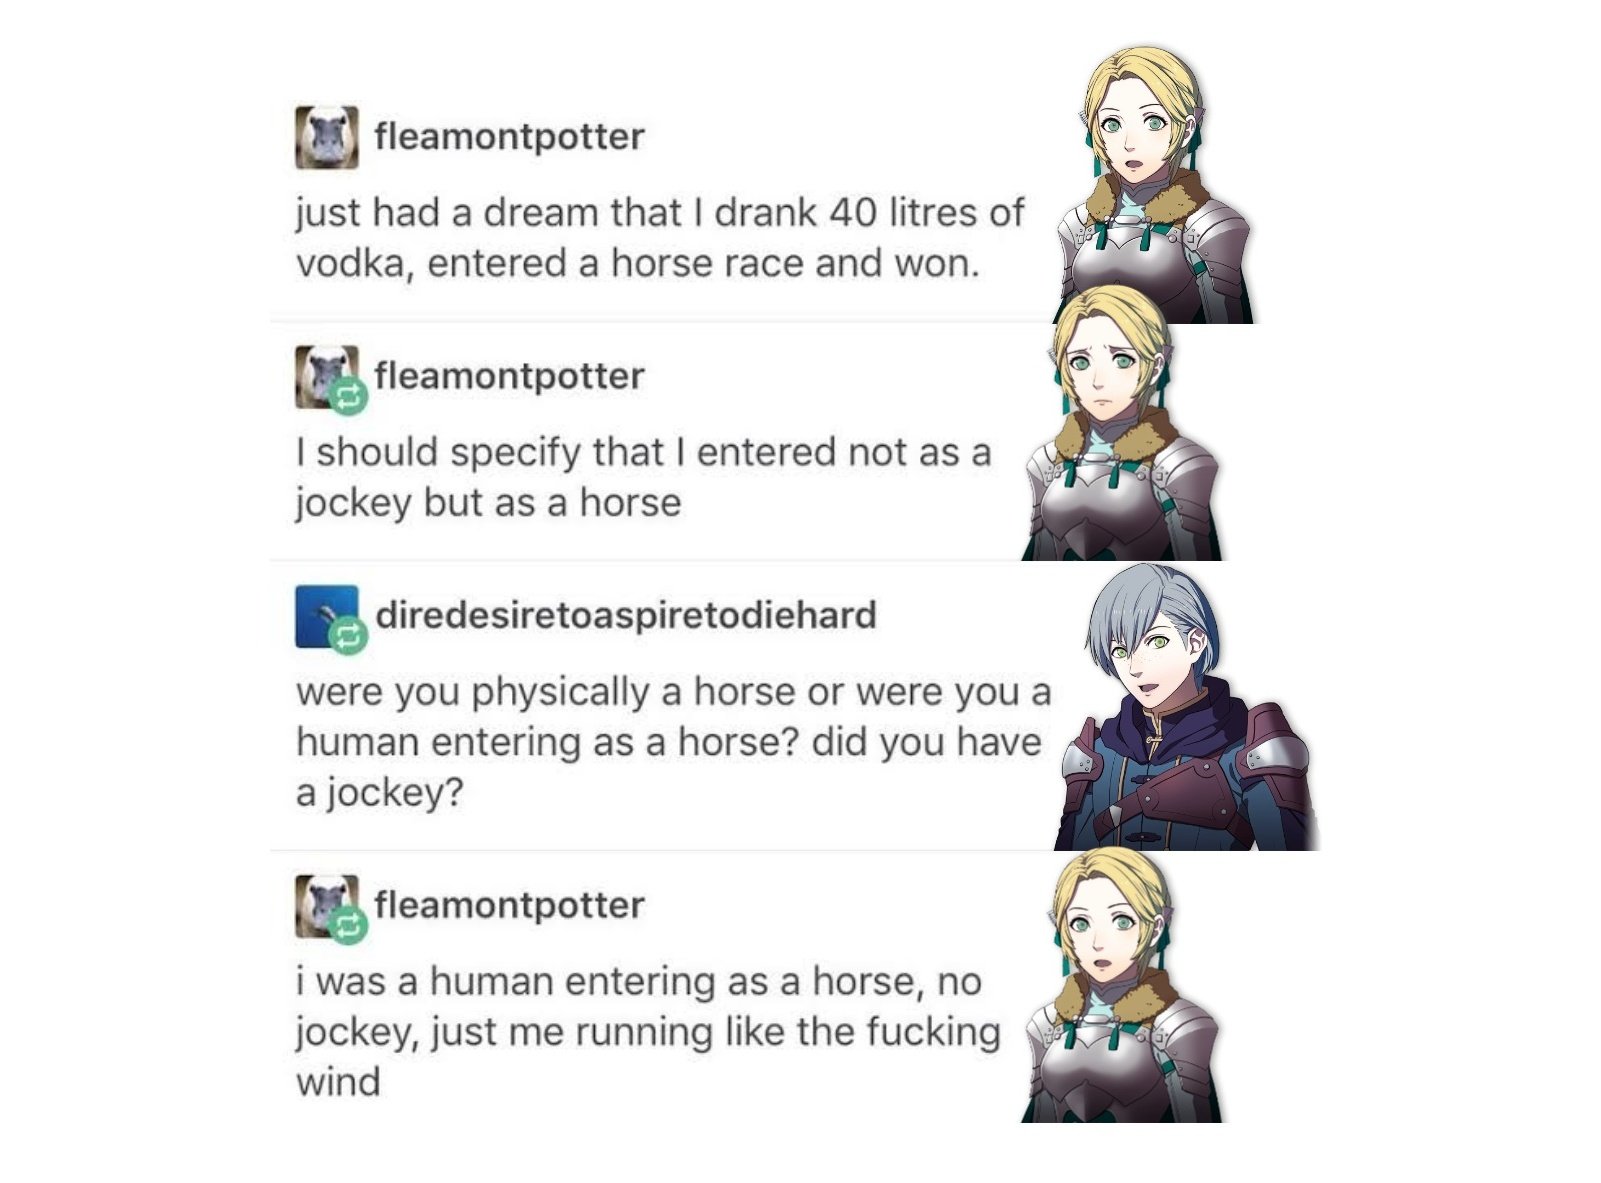 fleamontpotter
just had a dream that I drank 40 litres of
vodka, entered a horse race and won.
fleamontpotter
I should specify that I entered not as a
jockey but as a horse
diredesiretoaspiretodiehard
were you physically a horse or were you a
human entering as a horse? did you have
a jockey?
fleamontpotter
i was a human entering as a horse, no
jockey, just me running like the fucking
wind